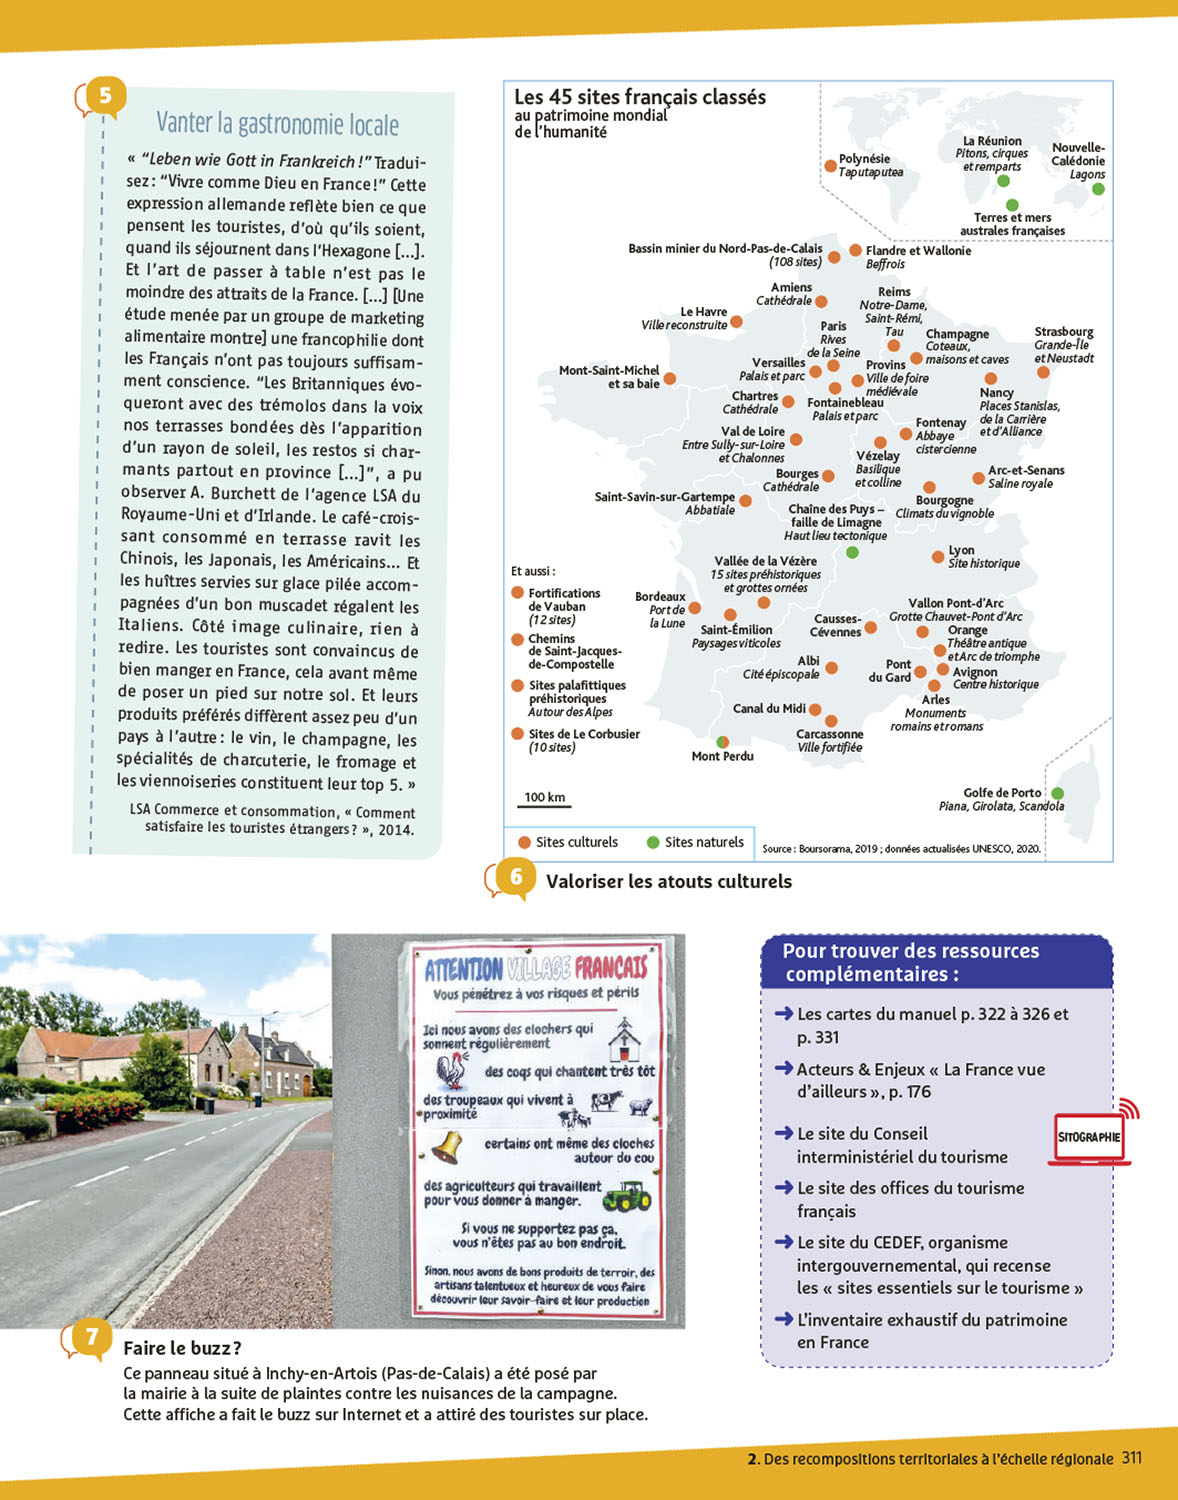 5
Vanter la gastronomie locale
« “Leben wie Gott in Frankreich !” Tradui-
sez : “Vivre comme Dieu en France !” Cette
expression allemande reflète bien ce que
pensent les touristes, d’où qu’ils soient,
quand ils séjournent dans l’Hexagone [...].
Et l’art de passer à table n’est pas le
moindre des attraits de la France. [...] [Une
étude menée par un groupe de marketing
alimentaire montre] une francophilie dont
les Français n’ont pas toujours suffisam-
ment conscience. “Les Britanniques évo-
queront avec des trémolos dans la voix
nos terrasses bondées dès l’apparition
d’un rayon de soleil, les restos si char-
mants partout en province [...]”, a pu
observer A. Burchett de l’agence LSA du
Royaume-Uni et d’Irlande. Le café-crois-
sant consommé en terrasse ravit les
Chinois, les Japonais, les Américains... Et
les huîtres servies sur glace pilée accom-
pagnées d’un bon muscadet régalent les
Italiens. Côté image culinaire, rien à
redire. Les touristes sont convaincus de
bien manger en France, cela avant même
de poser un pied sur notre sol. Et leurs
produits préférés diffèrent assez peu d’un
pays à l’autre : le vin, le champagne, les
spécialités de charcuterie, le fromage et
les viennoiseries constituent leur top 5. »
LSA Commerce et consommation, « Comment
satisfaire les touristes étrangers ? », 2014.
Les 45 sites français classés
au patrimoine mondial
de l’humanité
Polynésie
Taputaputea
La Réunion
Pitons, cirques
et remparts
Nouvelle-
Calédonie
Lagons
Terres et mers
australes françaises
Bassin minier du Nord-Pas-de-Calais
(108 sites)
Flandre et Wallonie
Beffrois
Amiens
Cathédrale
Reims
Notre-Dame,
Saint-Rémi,
Tau
Le Havre
Ville reconstruite
Paris
Rives
de la Seine
Champagne
Coteaux,
maisons et caves
Strasbourg
Grande-Île
et Neustadt
Mont-Saint-Michel
et sa baie
Versailles
Palais et parc
Provins
Ville de foire
médiévale
Chartres
Cathédrale
Fontainebleau
Palais et parc
Nancy
Places Stanislas,
de la Carrière
et d’Alliance
Val de Loire
Entre Sully-sur-Loire
et Chalonnes
Fontenay
Abbaye
cistercienne
Vézelay
Basilique
et colline
Bourges
Cathédrale
Arc-et-Senans
Saline royale
Saint-Savin-sur-Gartempe
Abbatiale
Bourgogne
Climats du vignoble
Chaîne des Puys –
faille de Limagne
Haut lieu tectonique
Vallée de la Vézère
15 sites préhistoriques
et grottes ornées
Lyon
Site historique
Et aussi :
Fortifications
de Vauban
(12 sites)
Chemins
de Saint-Jacques-
de-Compostelle
Sites palafittiques
préhistoriques
Autour des Alpes
Sites de Le Corbusier
(10 sites)
Bordeaux
Port de
la Lune
Saint-Émilion
Paysages viticoles
Causses-
Cévennes
Vallon Pont-d’Arc
Grotte Chauvet-Pont d’Arc
Orange
Théâtre antique
et Arc de triomphe
Albi
Cité épiscopale
Pont
du Gard
Avignon
Centre historique
Arles
Monuments
romains et romans
Canal du Midi
Carcassonne
Ville fortifiée
Mont Perdu
Golfe de Porto
Piana, Girolata, Scandola
100 km
Sites culturels
Sites naturels
Source : Boursorama, 2019 ; données actualisées UNESCO, 2020.
6
Valoriser les atouts culturels
ATTENTION VILLAGE FRANCAIS
Vous pénétrez à vos risques et périls
Ici nous avons des clochers qui
sonnent régulièrement
des coqs qui chantent très tôt
des troupeaux qui vivent à
proximité
certains ont même des cloches
autour du cou
des agriculteurs qui travaillent
pour vous donner à manger.
Si vous ne supportez pas ça,
vous n'êtes pas au bon endroit.
Sinon, nous avons de bons produits de terroir, des
artisans talentueux et heureux de vous faire
découvrir leur savoir-faire et leur production
7
Faire le buzz ?
Ce panneau situé à Inchy-en-Artois (Pas-de-Calais) a été posé par
la mairie à la suite de plaintes contre les nuisances de la campagne.
Cette affiche a fait le buzz sur Internet et a attiré des touristes sur place.
Pour trouver des ressources
complémentaires :
➜ Les cartes du manuel p. 322 à 326 et
p. 331
➜ Acteurs & Enjeux « La France vue
d’ailleurs », p. 176
➜ Le site du Conseil
interministériel du tourisme
SITOGRAPHIE
➜ Le site des offices du tourisme
français
➜ Le site du CEDEF, organisme
intergouvernemental, qui recense
les « sites essentiels sur le tourisme »
➜ L’inventaire exhaustif du patrimoine
en France
2. Des recompositions territoriales à l’échelle régionale 311